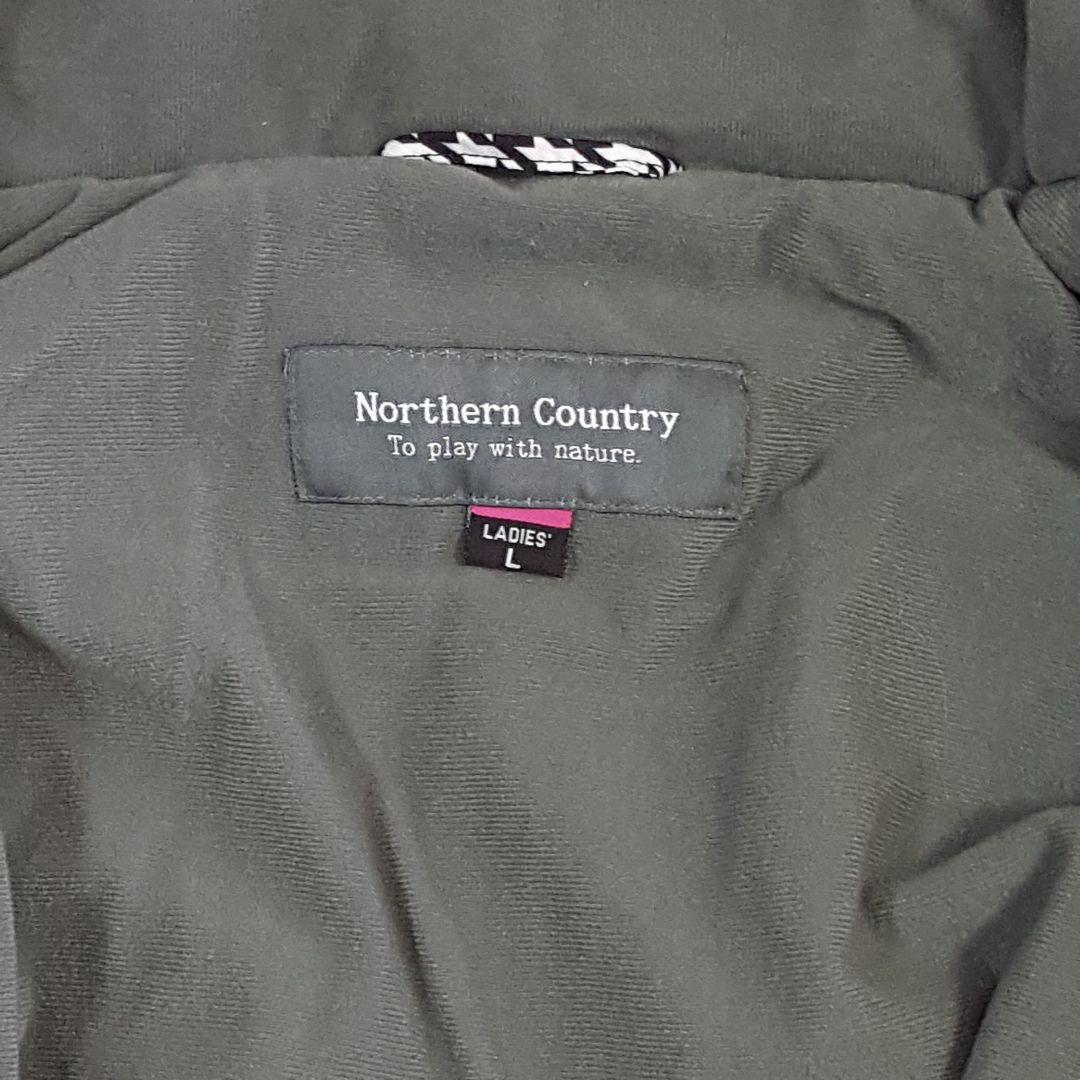 Northern Country
To play with nature.
LADIES'
L